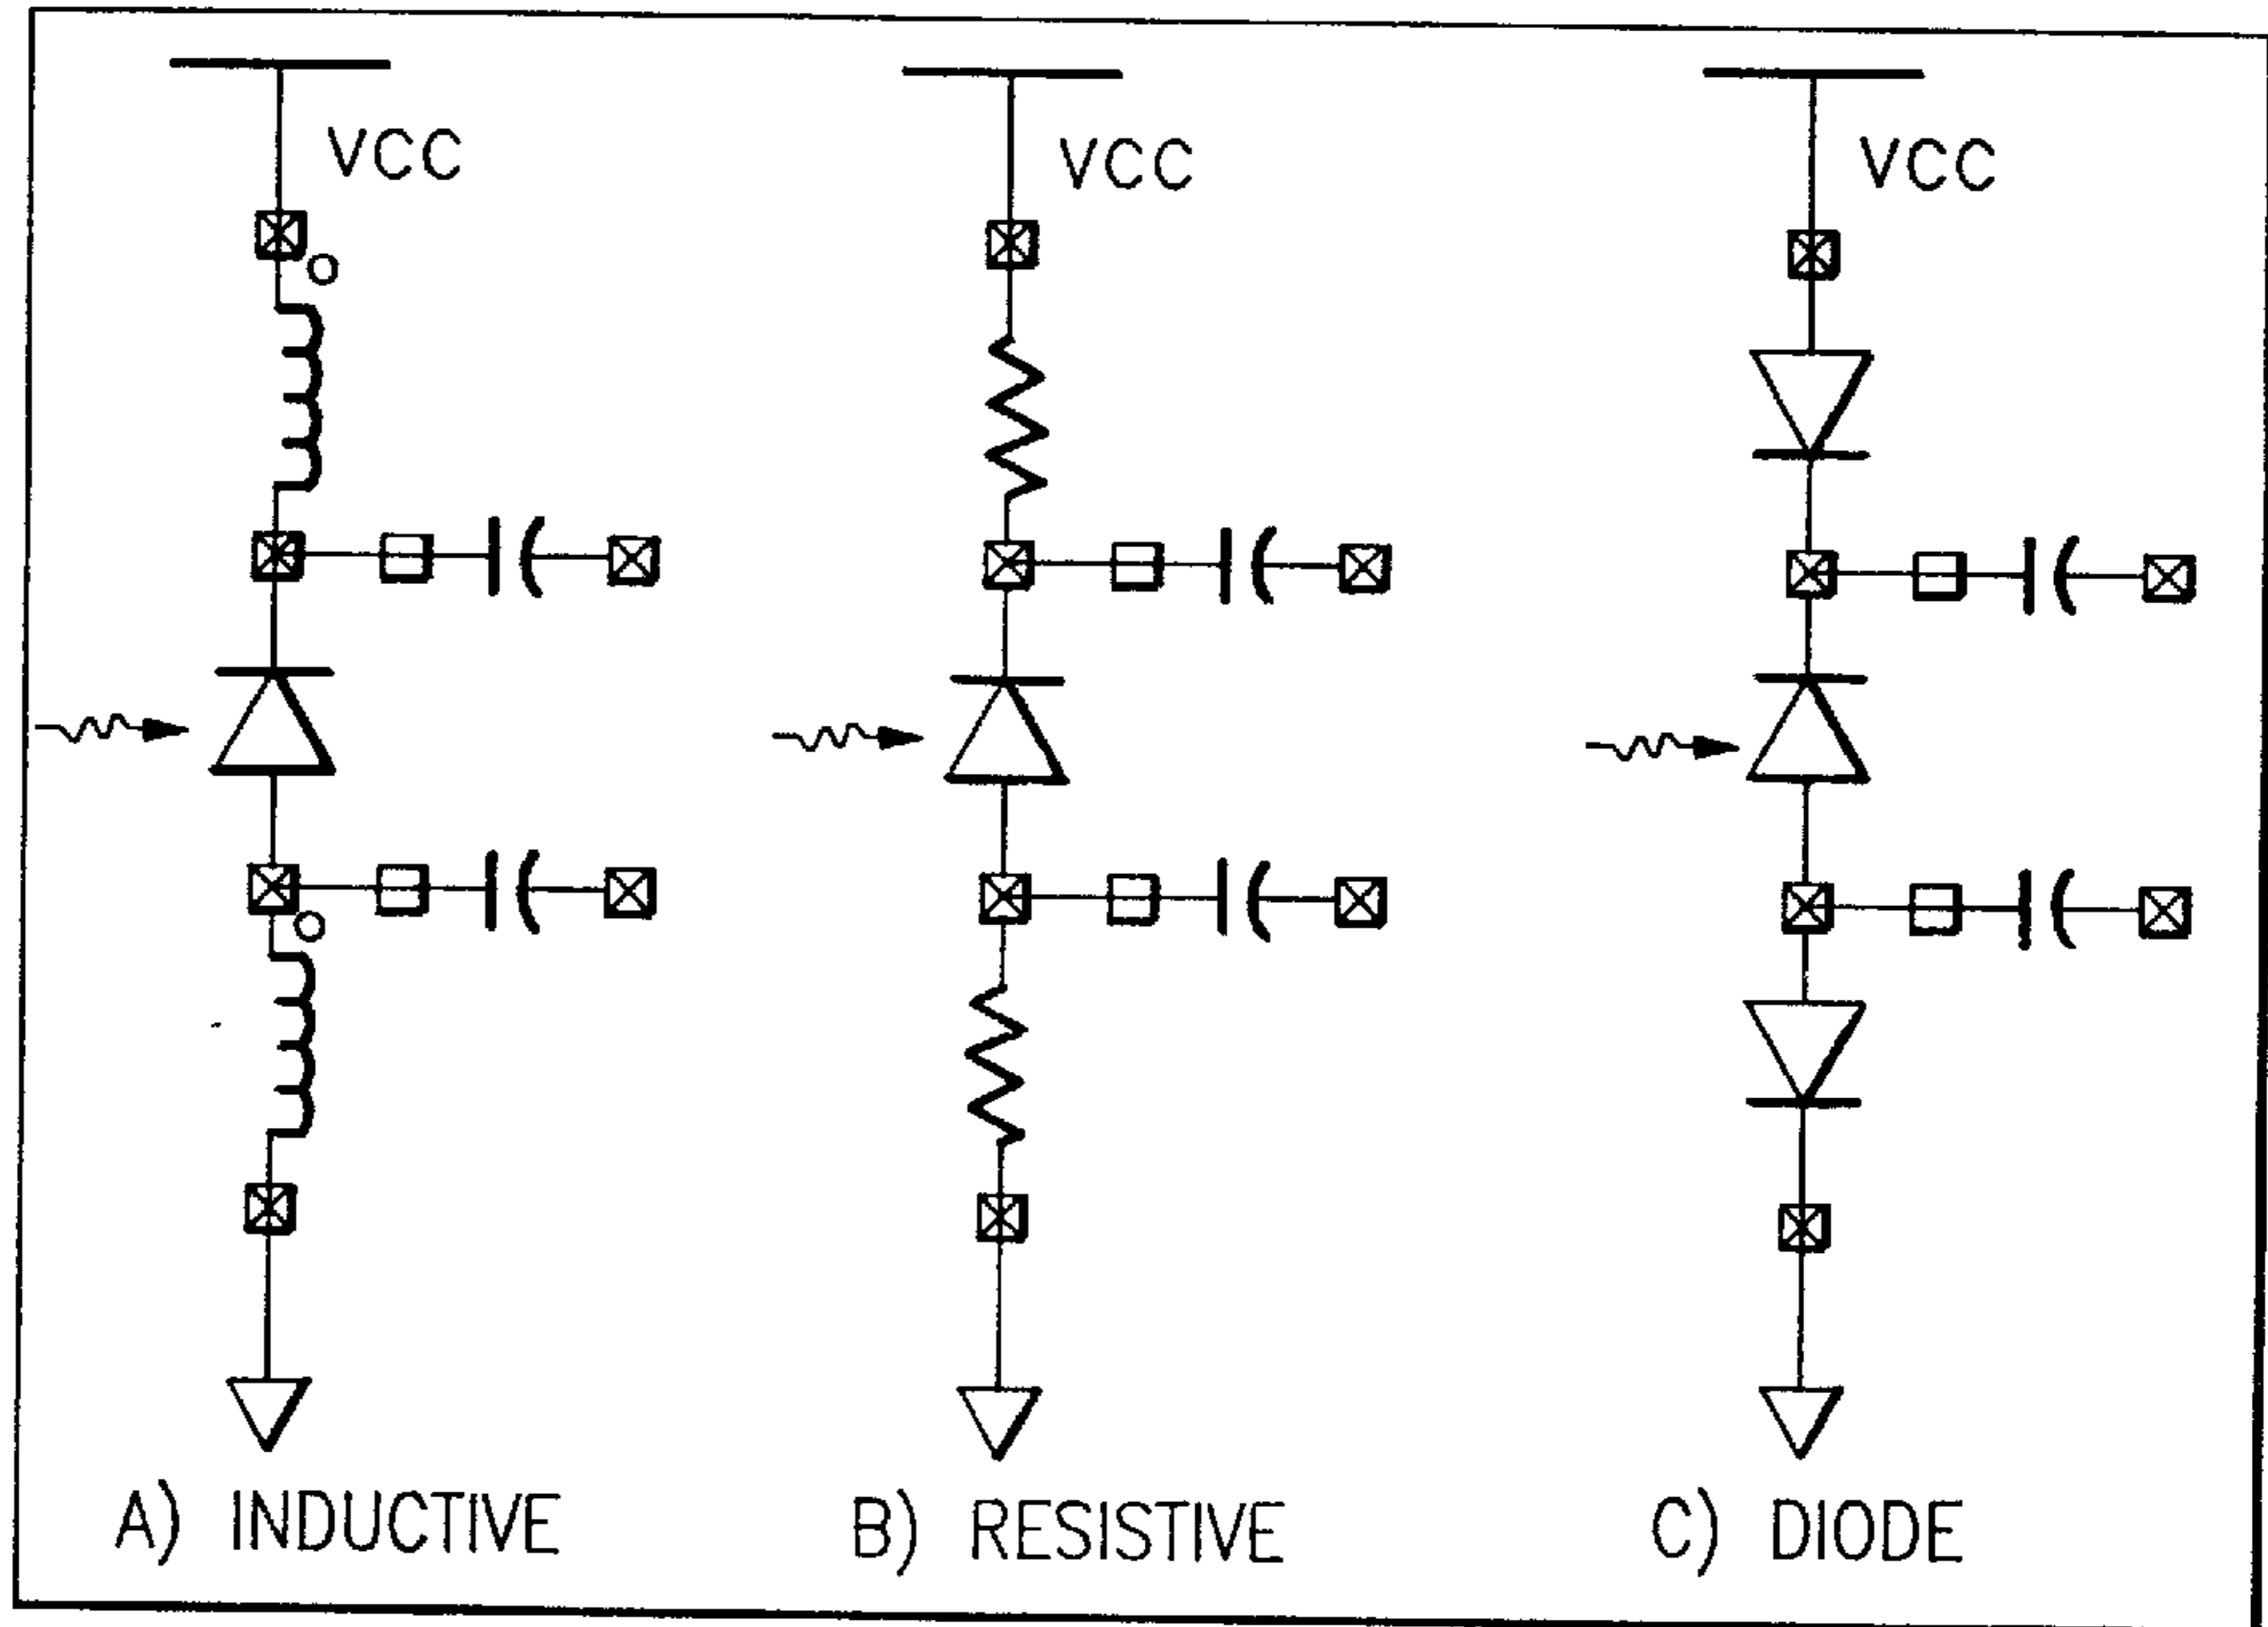 VCC
VCC
VCC
A) INDUCTIVE
B) RESISTIVE
C) DIODE